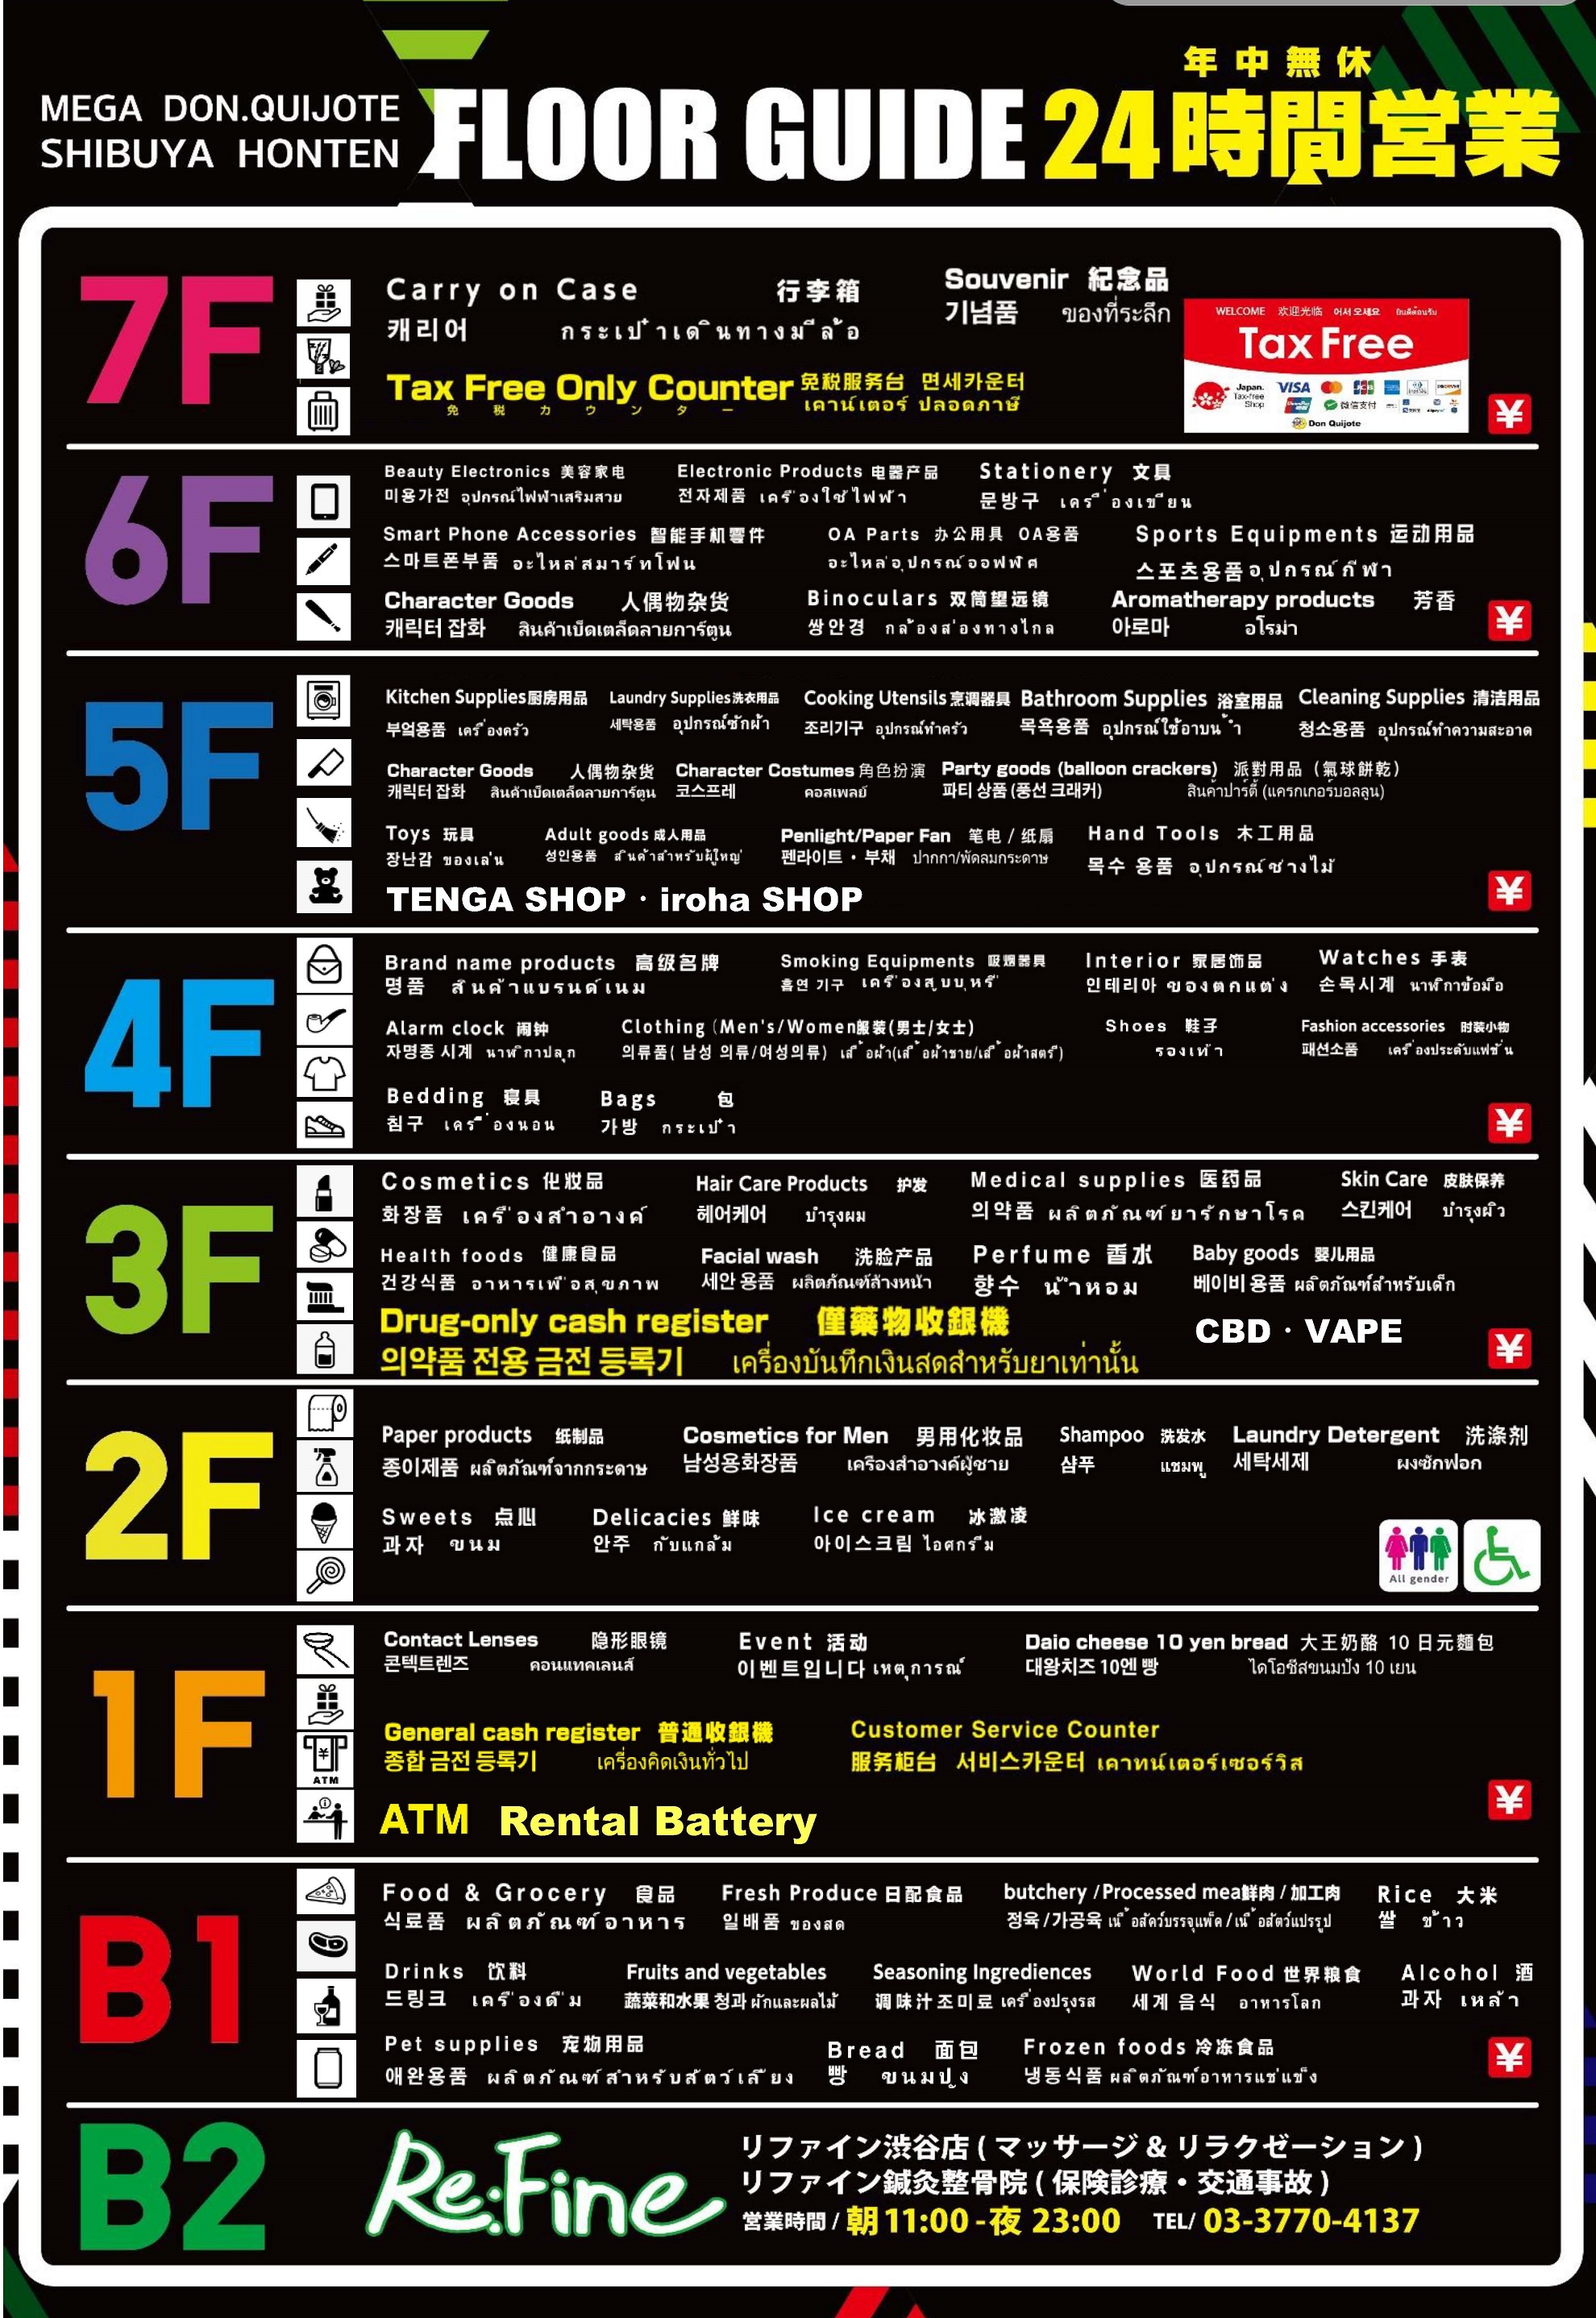 年中無休
MEGA DON.QUIJOTE
SHIBUYA HONTEN
FLOOR GUIDE 24時間営業
7F
Carry on Case 行李箱 Souvenir 紀念品
캐리어 กระเป๋าเดินทางมีล้อ 기념품 ของที่ระลึก
WELCOME 欢迎光临 어서 오세요 ยินดีต้อนรับ
Tax Free
Japan. Tax-free Shop VISA JCB 微信支付
Don Quijote
Tax Free Only Counter 免税服务台 면세카운터
免税カウンター เคาน์เตอร์ ปลอดภาษี
¥
6F
Beauty Electronics 美容家电 Electronic Products 电器产品 Stationery 文具
미용가전 อุปกรณ์ไฟฟ้าเสริมสวย 전자제품 เครื่องใช้ไฟฟ้า 문방구 เครื่องเขียน
Smart Phone Accessories 智能手机零件 OA Parts 办公用具 OA용품 Sports Equipments 运动用品
스마트폰부품 อะไหล่สมาร์ทโฟน อะไหล่อุปกรณ์ออฟฟิศ 스포츠용품 อุปกรณ์กีฬา
Character Goods 人偶物杂货 Binoculars 双筒望远镜 Aromatherapy products 芳香
캐릭터 잡화 สินค้าเบ็ดเตล็ดลายการ์ตูน 쌍안경 กล้องส่องทางไกล 아로마 อโรม่า
¥
5F
Kitchen Supplies厨房用品 Laundry Supplies洗衣用品 Cooking Utensils 烹调器具 Bathroom Supplies 浴室用品 Cleaning Supplies 清洁用品
부엌용품 เครื่องครัว 세탁용품 อุปกรณ์ซักผ้า 조리기구 อุปกรณ์ทำครัว 목욕용품 อุปกรณ์ใช้อาบน้ำ 청소용품 อุปกรณ์ทำความสะอาด
Character Goods 人偶物杂货 Character Costumes 角色扮演 Party goods (balloon crackers) 派對用品（氣球餅乾）
캐릭터 잡화 สินค้าเบ็ดเตล็ดลายการ์ตูน 코스프레 คอสเพลย์ 파티 상품 (풍선 크래커) สินค้าปาร์ตี้ (แครกเกอร์บอลลูน)
Toys 玩具 Adult goods 成人用品 Penlight/Paper Fan 笔电 / 纸扇 Hand Tools 木工用品
장난감 ของเล่น 성인용품 สินค้าสำหรับผู้ใหญ่ 펜라이트・부채 ปากกา/พัดลมกระดาษ 목수 용품 อุปกรณ์ช่างไม้
TENGA SHOP・iroha SHOP
¥
4F
Brand name products 高级名牌 Smoking Equipments 吸烟器具 Interior 家居饰品 Watches 手表
명품 สินค้าแบรนด์เนม 흡연 기구 เครื่องสูบบุหรี่ 인테리아 ของตกแต่ง 손목시계 นาฬิกาข้อมือ
Alarm clock 闹钟 Clothing (Men's/Women服装(男士/女士) Shoes 鞋子 Fashion accessories 时装小物
자명종 시계 นาฬิกาปลุก 의류품( 남성 의류/여성의류) เสื้อผ้า(เสื้อผ้าชาย/เสื้อผ้าสตรี) รองเท้า 패션소품 เครื่องประดับแฟชั่น
Bedding 寝具 Bags 包
침구 เครื่องนอน 가방 กระเป๋า
¥
3F
Cosmetics 化妆品 Hair Care Products 护发 Medical supplies 医药品 Skin Care 皮肤保养
화장품 เครื่องสำอางค์ 헤어케어 บำรุงผม 의약품 ผลิตภัณฑ์ยารักษาโรค 스킨케어 บำรุงผิว
Health foods 健康食品 Facial wash 洗脸产品 Perfume 香水 Baby goods 婴儿用品
건강식품 อาหารเพื่อสุขภาพ 세안 용품 ผลิตภัณฑ์ล้างหน้า 향수 น้ำหอม 베이비 용품 ผลิตภัณฑ์สำหรับเด็ก
Drug-only cash register 僅藥物收銀機 CBD・VAPE
의약품 전용 금전 등록기 เครื่องบันทึกเงินสดสำหรับยาเท่านั้น
¥
2F
Paper products 纸制品 Cosmetics for Men 男用化妆品 Shampoo 洗发水 Laundry Detergent 洗涤剂
종이제품 ผลิตภัณฑ์จากกระดาษ 남성용화장품 เครื่องสำอางค์ผู้ชาย 샴푸 แชมพู 세탁세제 ผงซักฟอก
Sweets 点心 Delicacies 鲜味 Ice cream 冰激凌
과자 ขนม 안주 กับแกล้ม 아이스크림 ไอศกรีม
All gender
1F
Contact Lenses 隐形眼镜 Event 活动 Daio cheese 10 yen bread 大王奶酪 10 日元麵包
콘텍트렌즈 คอนแทคเลนส์ 이벤트입니다 เหตุการณ์ 대왕치즈 10엔 빵 ไดโอชีสขนมปัง 10 เยน
General cash register 普通收銀機 Customer Service Counter
종합 금전 등록기 เครื่องคิดเงินทั่วไป 服务柜台 서비스카운터 เคาทน์เตอร์เซอร์วิส
ATM
ATM Rental Battery
¥
B1
Food & Grocery 食品 Fresh Produce 日配食品 butchery /Processed mea鲜肉 / 加工肉 Rice 大米
식료품 ผลิตภัณฑ์อาหาร 일배품 ของสด 정육 /가공육 เนื้อสัตว์บรรจุแพ็ค / เนื้อสัตว์แปรรูป 쌀 ข้าว
Drinks 饮料 Fruits and vegetables Seasoning Ingrediences World Food 世界粮食 Alcohol 酒
드링크 เครื่องดื่ม 蔬菜和水果 청과 ผักและผลไม้ 调味汁 조미료 เครื่องปรุงรส 세계 음식 อาหารโลก 과자 เหล้า
Pet supplies 宠物用品 Bread 面包 Frozen foods 冷冻食品
애완용품 ผลิตภัณฑ์สำหรับสัตว์เลี้ยง 빵 ขนมปัง 냉동식품 ผลิตภัณฑ์อาหารแช่แข็ง
¥
B2
Re:Fine
リファイン渋谷店 ( マッサージ & リラクゼーション )
リファイン鍼灸整骨院 ( 保険診療・交通事故 )
営業時間 / 朝11:00 - 夜 23:00 TEL/ 03-3770-4137